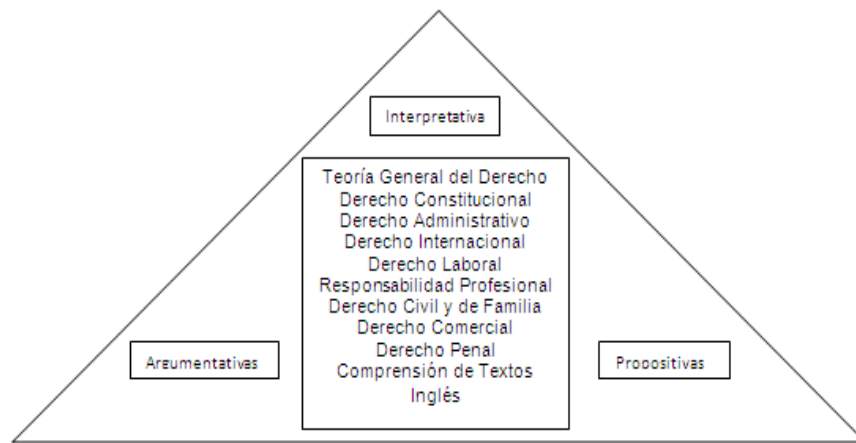 Interpretativa
Teoría General del Derecho
Derecho Constitucional
Derecho Administrativo
Derecho Internacional
Derecho Laboral
Responsabilidad Profesional
Derecho Civil y de Familia
Derecho Comercial
Derecho Penal
Comprensión de Textos
Inglés
Argumentativas
Propositivas